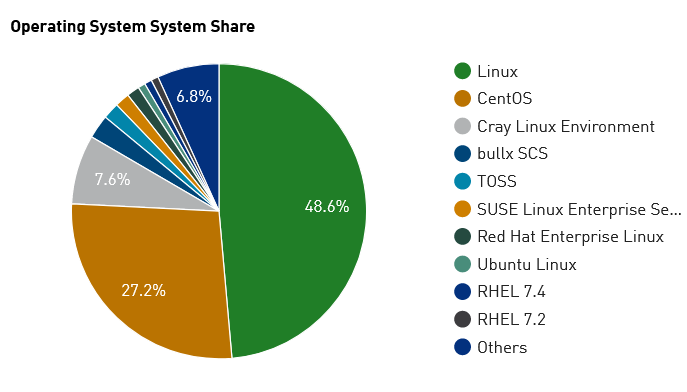 Operating System System Share
6.8%
7.6%
48.6%
27.2%
Linux
CentOS
Cray Linux Environment
bullx SCS
TOSS
SUSE Linux Enterprise Se...
Red Hat Enterprise Linux
Ubuntu Linux
RHEL 7.4
RHEL 7.2
Others